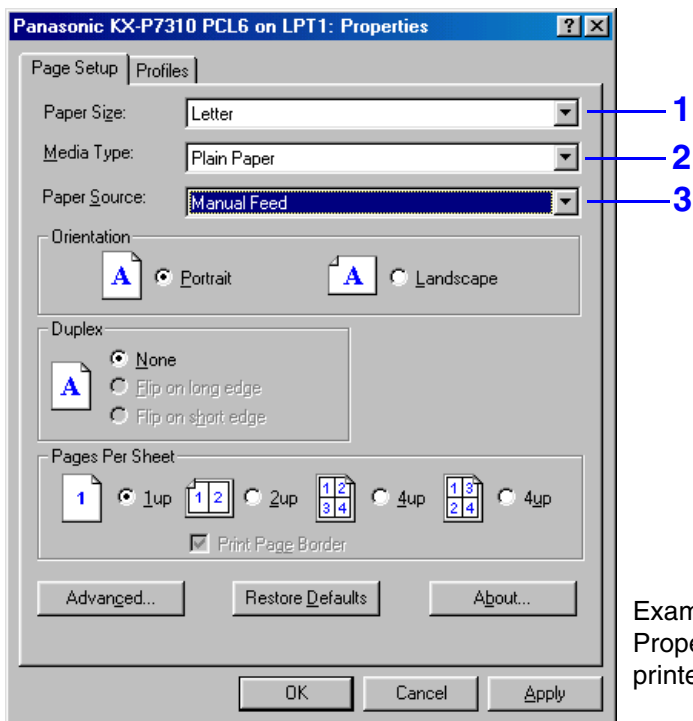 Panasonic KX-P7310 PCL6 on LPT1: Properties ? ×
Page Setup Profiles
Paper Size: Letter 1
Media Type: Plain Paper 2
Paper Source: Manual Feed 3
Orientation
A Portrait A Landscape
Duplex
None
A Flip on long edge
Flip on short edge
Pages Per Sheet
1 1up 1 2 2up 1 2 3 4 4up 1 3 2 4 4up
Print Page Border
Advanced... Restore Defaults About...
OK Cancel Apply